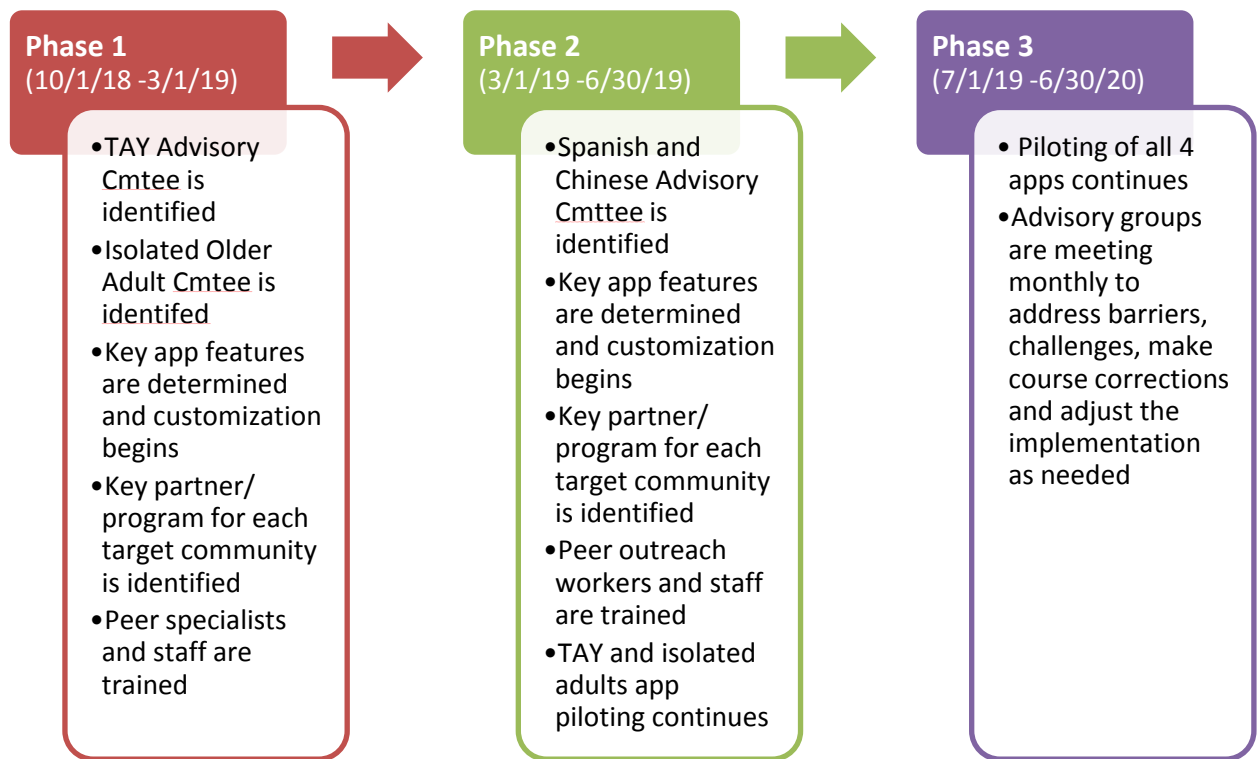 Phase 1
(10/1/18 -3/1/19)
•TAY Advisory
Cmtee is
identified
•Isolated Older
Adult Cmtee is
identifed
•Key app features
are determined
and customization
begins
•Key partner/
program for each
target community
is identified
•Peer specialists
and staff are
trained
Phase 2
(3/1/19 -6/30/19)
•Spanish and
Chinese Advisory
Cmttee is
identified
•Key app features
are determined
and customization
begins
•Key partner/
program for each
target community
is identified
•Peer outreach
workers and staff
are trained
•TAY and isolated
adults app
piloting continues
Phase 3
(7/1/19 -6/30/20)
• Piloting of all 4
apps continues
•Advisory groups
are meeting
monthly to
address barriers,
challenges, make
course corrections
and adjust the
implementation
as needed